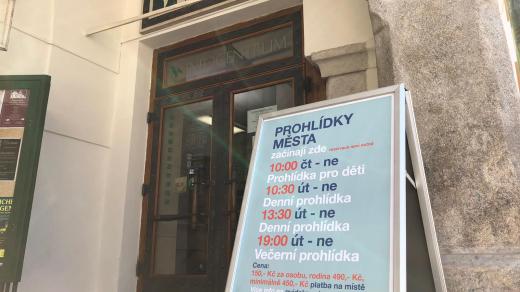 INFOCENTRUM
PROHLÍDKY
MĚSTA
začínají zde
10:00 čt - ne
Prohlídka pro děti
10:30 út - ne
Denní prohlídka
13:30 út - ne
Denní prohlídka
19:00 út - ne
Večerní prohlídka
Cena:
150,- Kč za osobu, rodina 490,- Kč,
minimálně 450,- Kč platba na místě